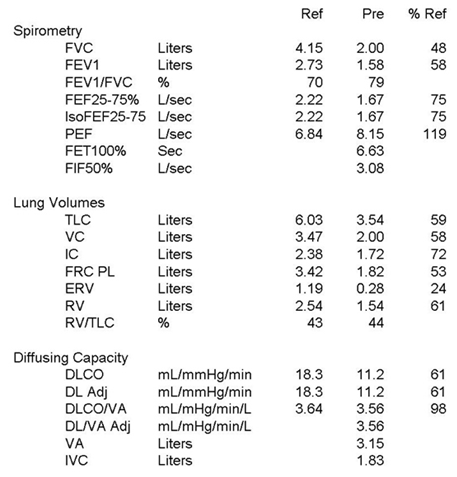 Ref Pre % Ref
Spirometry
FVC Liters 4.15 2.00 48
FEV1 Liters 2.73 1.58 58
FEV1/FVC % 70 79
FEF25-75% L/sec 2.22 1.67 75
IsoFEF25-75 L/sec 2.22 1.67 75
PEF L/sec 6.84 8.15 119
FET100% Sec 6.63
FIF50% L/sec 3.08
Lung Volumes
TLC Liters 6.03 3.54 59
VC Liters 3.47 2.00 58
IC Liters 2.38 1.72 72
FRC PL Liters 3.42 1.82 53
ERV Liters 1.19 0.28 24
RV Liters 2.54 1.54 61
RV/TLC % 43 44
Diffusing Capacity
DLCO mL/mmHg/min 18.3 11.2 61
DL Adj mL/mmHg/min 18.3 11.2 61
DLCO/VA mL/mHg/min/L 3.64 3.56 98
DL/VA Adj mL/mHg/min/L 3.56
VA Liters 3.15
IVC Liters 1.83